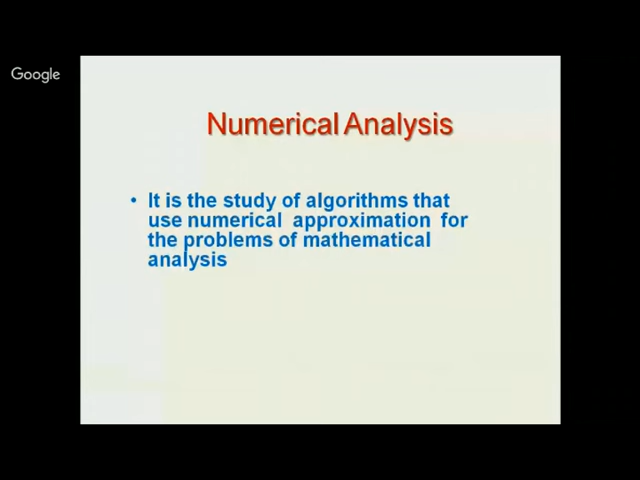 Google
Numerical Analysis
• It is the study of algorithms that
use numerical approximation for
the problems of mathematical
analysis